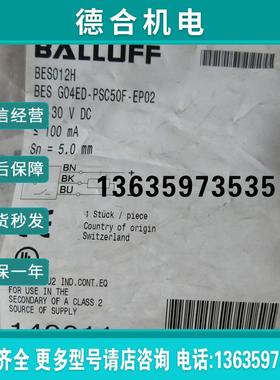 德合机电
BALLUFF
BES012H
BES G04ED-PSC50F-EP02
30 V DC
≤ 100 mA
Sn = 5.0 mm
信经营
后保障
货秒发
保一年
BN
BK
BU
13635973535
1 Stück / piece
Country of origin
Switzerland
02 IND.CONT.EQ
FOR USE IN THE
SECONDARY OF A CLASS 2
SOURCE OF SUPPLY
齐全 更多型号请店咨询 电话:136359